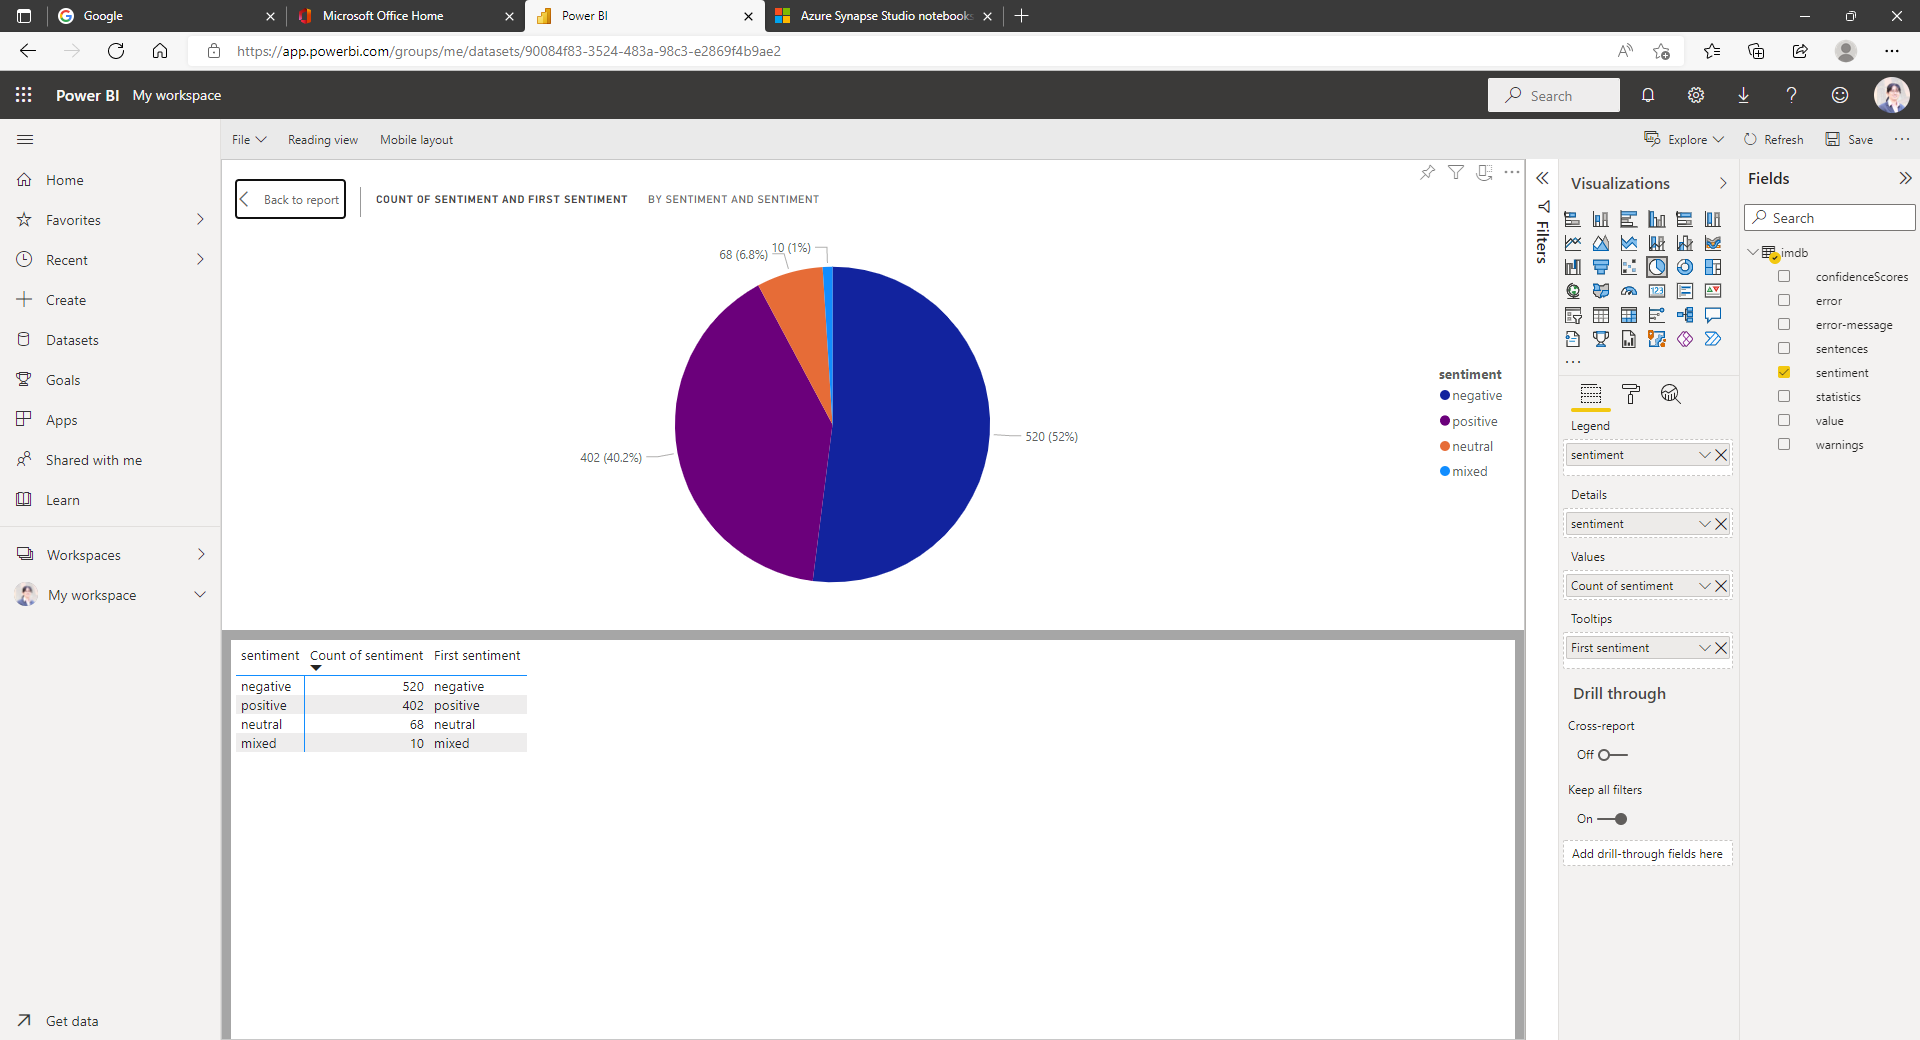 Google
Microsoft Office Home
Power BI
Azure Synapse Studio notebooks
https://app.powerbi.com/groups/me/datasets/90084f83-3524-483a-98c3-e2869f4b9ae2
Power BI My workspace
Search
File
Reading view
Mobile layout
Explore
Refresh
Save
Home
Favorites
Recent
Create
Datasets
Goals
Apps
Shared with me
Learn
Workspaces
My workspace
Get data
Back to report
COUNT OF SENTIMENT AND FIRST SENTIMENT BY SENTIMENT AND SENTIMENT
10 (1%)
68 (6.8%)
520 (52%)
402 (40.2%)
sentiment
negative
positive
neutral
mixed
sentiment Count of sentiment First sentiment
negative 520 negative
positive 402 positive
neutral 68 neutral
mixed 10 mixed
Filters
Visualizations
123
Legend
sentiment
Details
sentiment
Values
Count of sentiment
Tooltips
First sentiment
Drill through
Cross-report
Off
Keep all filters
On
Add drill-through fields here
Fields
Search
imdb
confidenceScores
error
error-message
sentences
sentiment
statistics
value
warnings